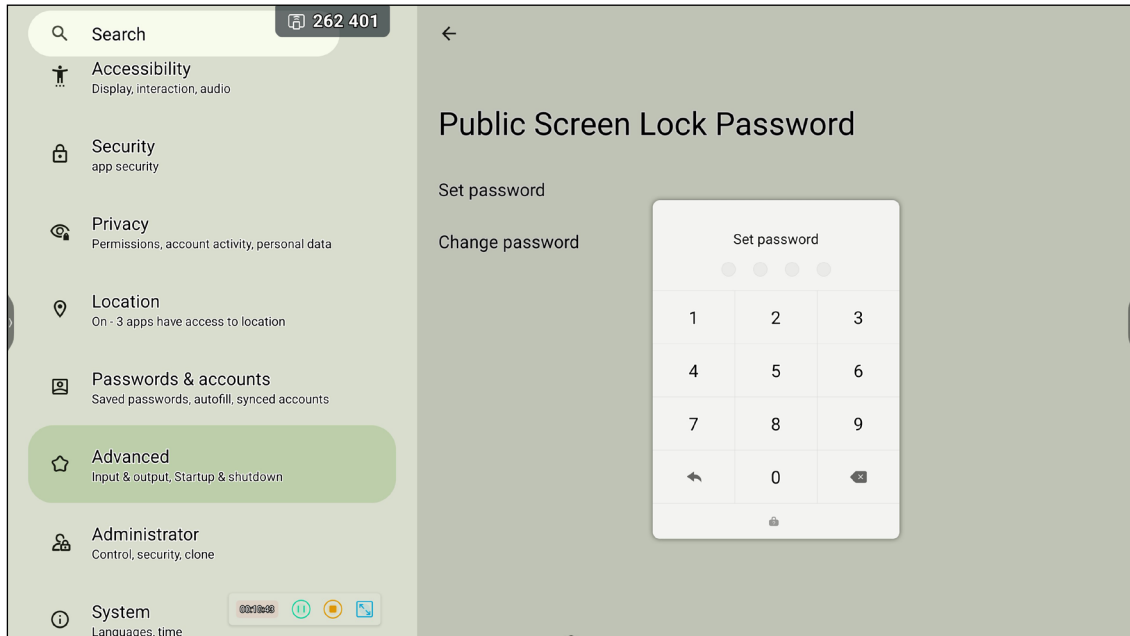 262 401
Search
Accessibility
Display, interaction, audio
Security
app security
Privacy
Permissions, account activity, personal data
Location
On - 3 apps have access to location
Passwords & accounts
Saved passwords, autofill, synced accounts
Advanced
Input & output, Startup & shutdown
Administrator
Control, security, clone
System
Languages, time
00:10:43
Public Screen Lock Password
Set password
Change password
Set password
1 2 3
4 5 6
7 8 9
0